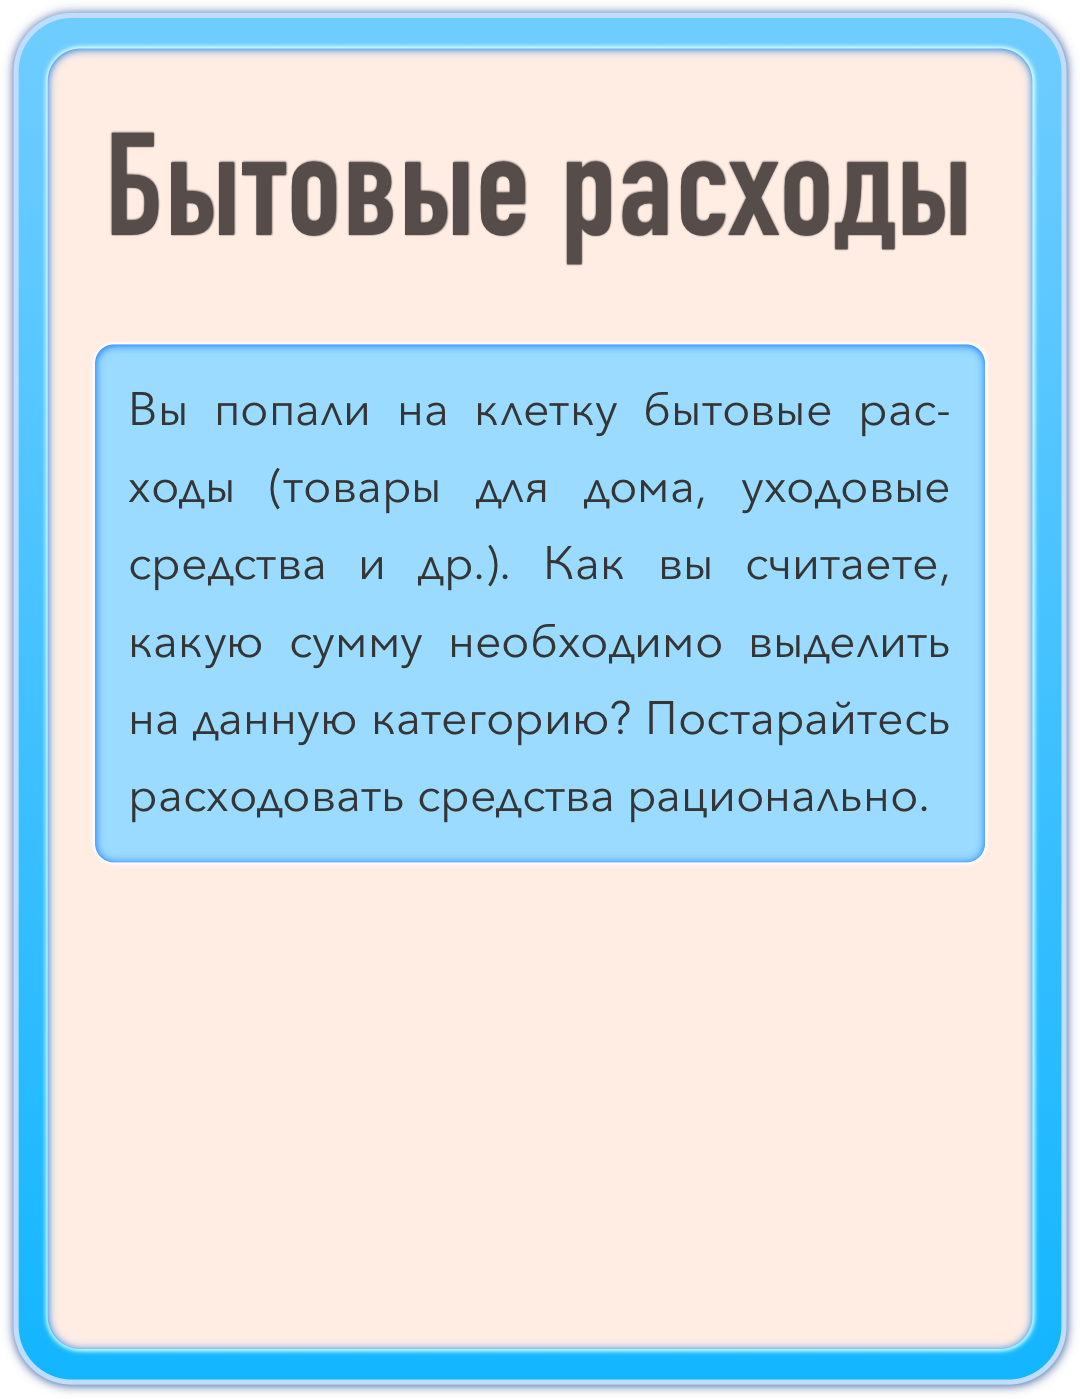 Бытовые расходы
Вы попали на клетку бытовые рас-
ходы (товары для дома, уходовые
средства и др.). Как вы считаете,
какую сумму необходимо выделить
на данную категорию? Постарайтесь
расходовать средства рационально.